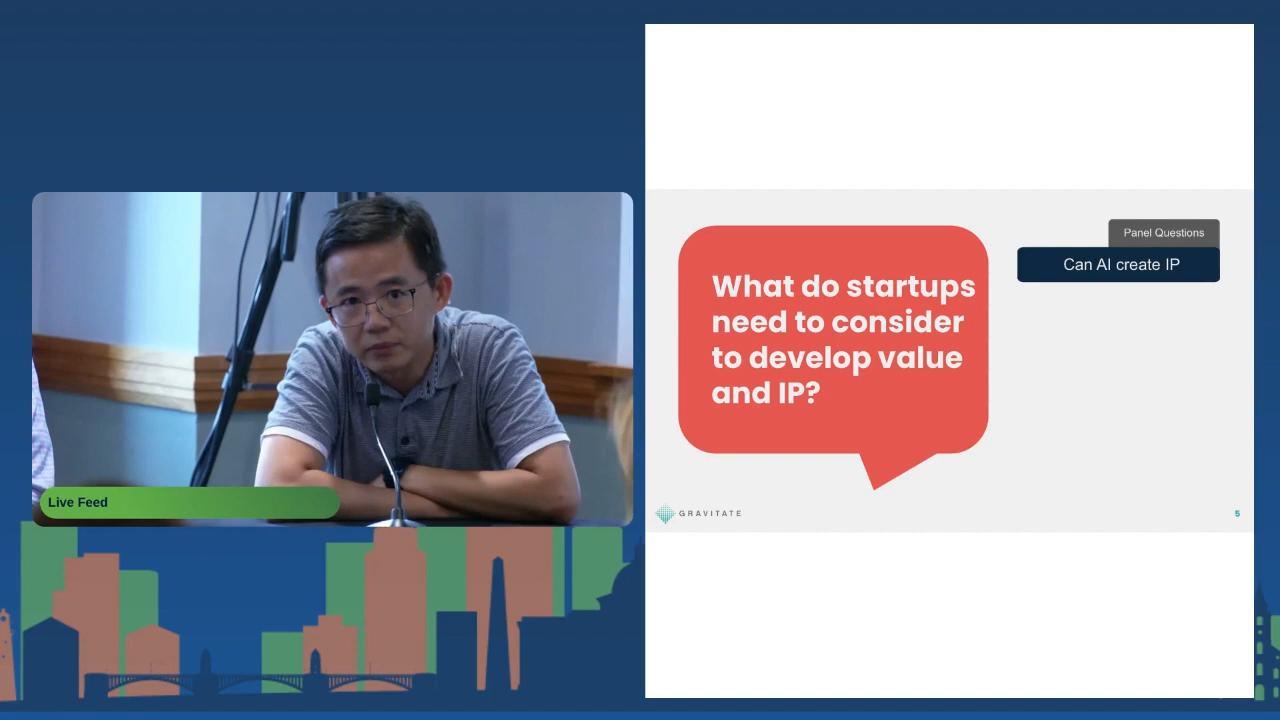 Live Feed
What do startups
need to consider
to develop value
and IP?
Panel Questions
Can AI create IP
GRAVITATE
5